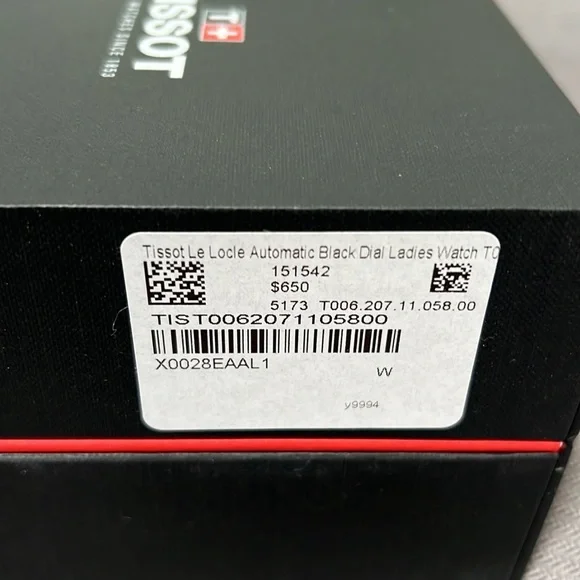 T+
TISSOT
WATCHES SINCE 1853
Tissot Le Locle Automatic Black Dial Ladies Watch T0
151542
$650
5173 T006.207.11.058.00
TIST0062071105800
X0028EAAL1
W
y9994